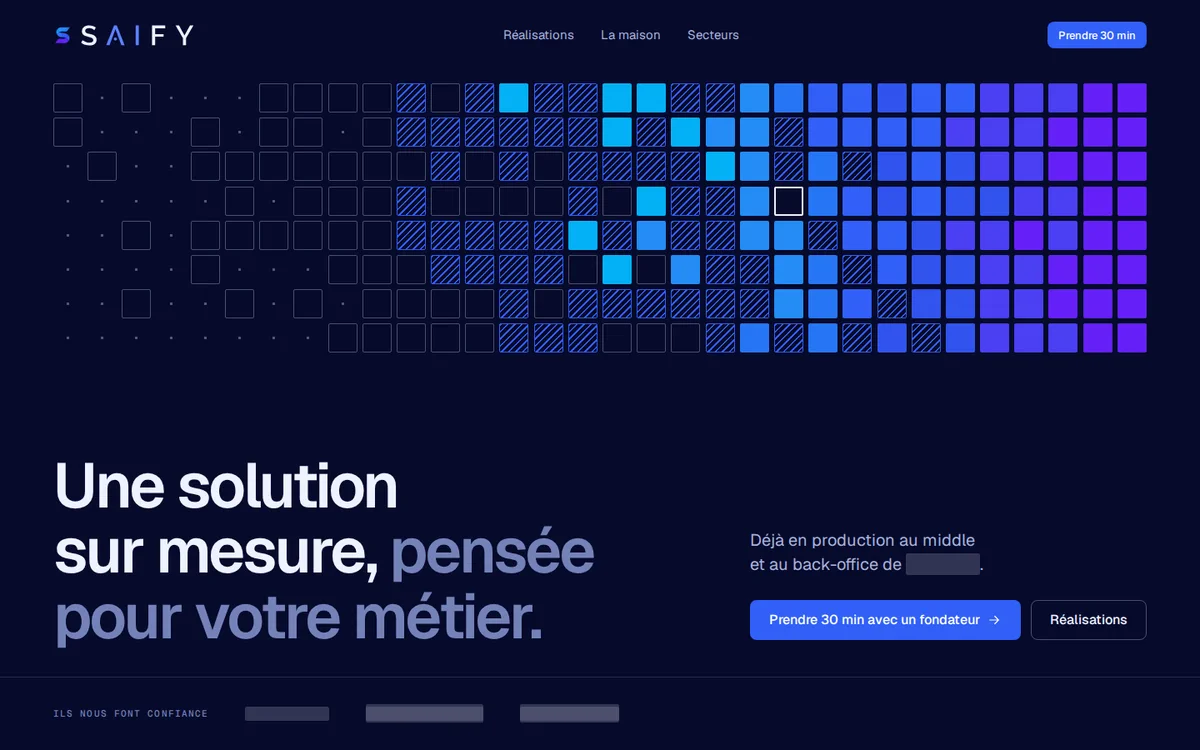 SAIFY
Réalisations
La maison
Secteurs
Prendre 30 min
Une solution
sur mesure, pensée
pour votre métier.
Déjà en production au middle
et au back-office de .
Prendre 30 min avec un fondateur →
Réalisations
ILS NOUS FONT CONFIANCE